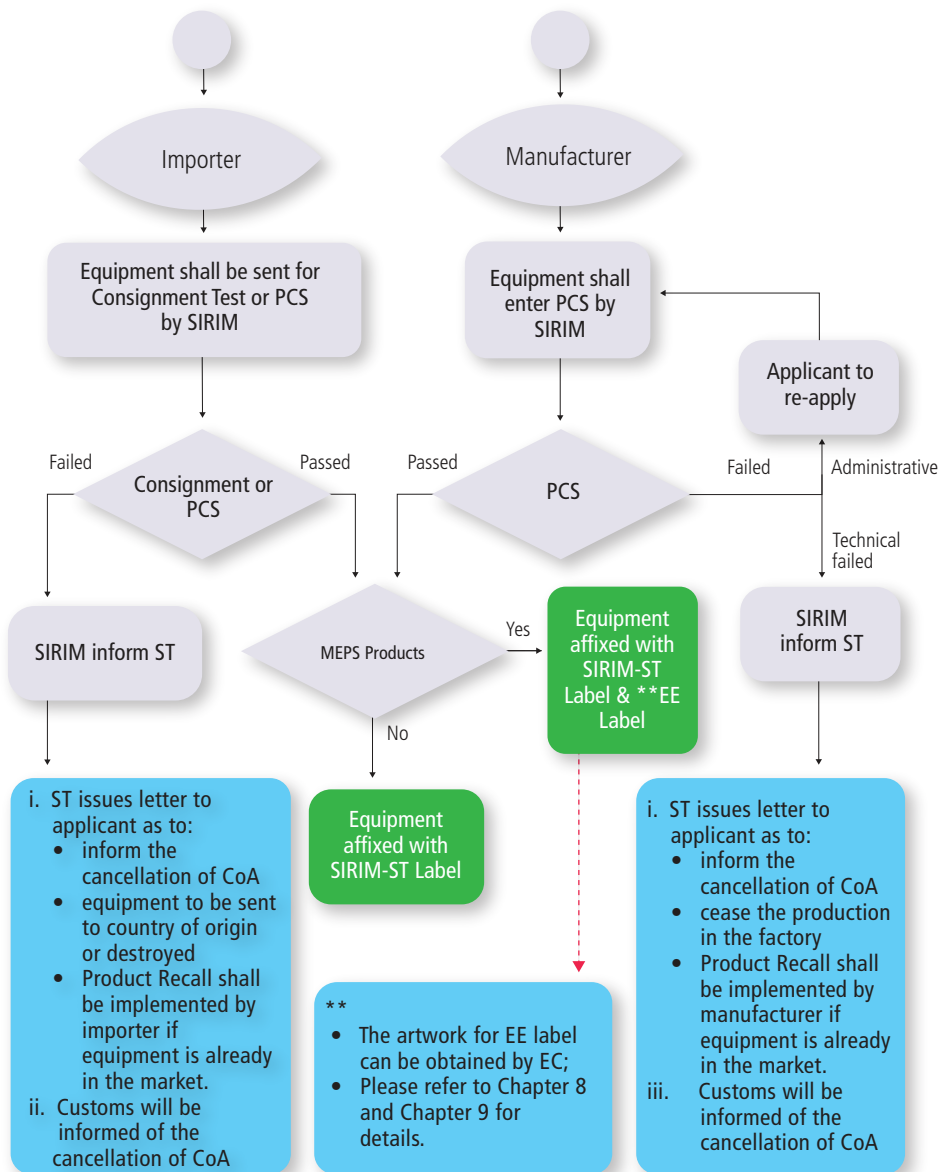 Importer
Manufacturer
Equipment shall be sent for
Consignment Test or PCS
by SIRIM
Equipment shall
enter PCS by
SIRIM
Applicant to
re-apply
Failed
Passed
Consignment or
PCS
Passed
Failed
PCS
Administrative
Technical
failed
SIRIM inform ST
MEPS Products
Yes
No
Equipment
affixed with
SIRIM-ST
Label & **EE
Label
SIRIM
inform ST
i. ST issues letter to
applicant as to:
• inform the
cancellation of CoA
• equipment to be sent
to country of origin
or destroyed
• Product Recall shall
be implemented by
importer if
equipment is already
in the market.
ii. Customs will be
informed of the
cancellation of CoA
Equipment
affixed with
SIRIM-ST Label
**
• The artwork for EE label
can be obtained by EC;
• Please refer to Chapter 8
and Chapter 9 for
details.
i. ST issues letter to
applicant as to:
• inform the
cancellation of CoA
• cease the production
in the factory
• Product Recall shall
be implemented by
manufacturer if
equipment is already
in the market.
iii. Customs will be
informed of the
cancellation of CoA